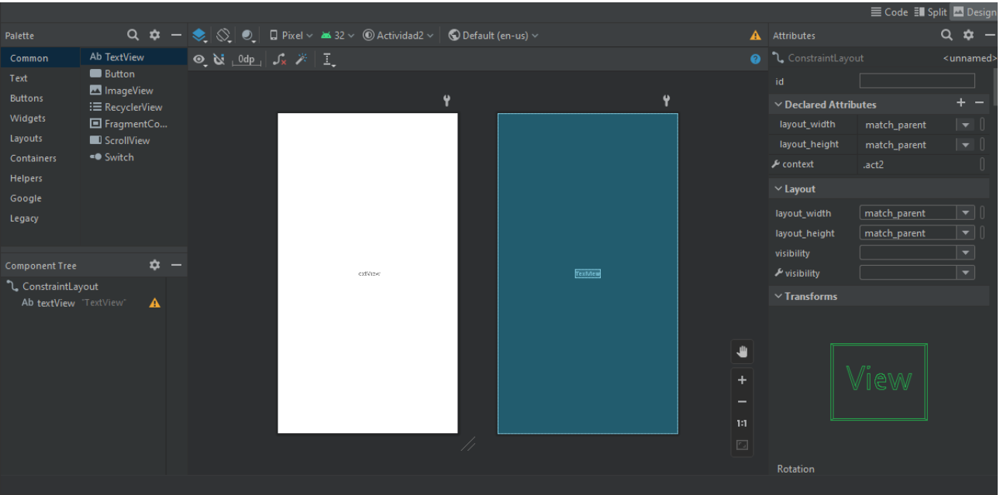 Code Split Design
Palette
Pixel 32 Actividad2 Default (en-us)
Attributes
Common
Text
Buttons
Widgets
Layouts
Containers
Helpers
Google
Legacy
Ab TextView
Button
ImageView
RecyclerView
FragmentCo...
ScrollView
Switch
0dp
Component Tree
ConstraintLayout
Ab textView "TextView"
extView
TextView
1:1
ConstraintLayout <unnamed>
id
Declared Attributes
layout_width match_parent
layout_height match_parent
context .act2
Layout
layout_width match_parent
layout_height match_parent
visibility
visibility
Transforms
View
Rotation